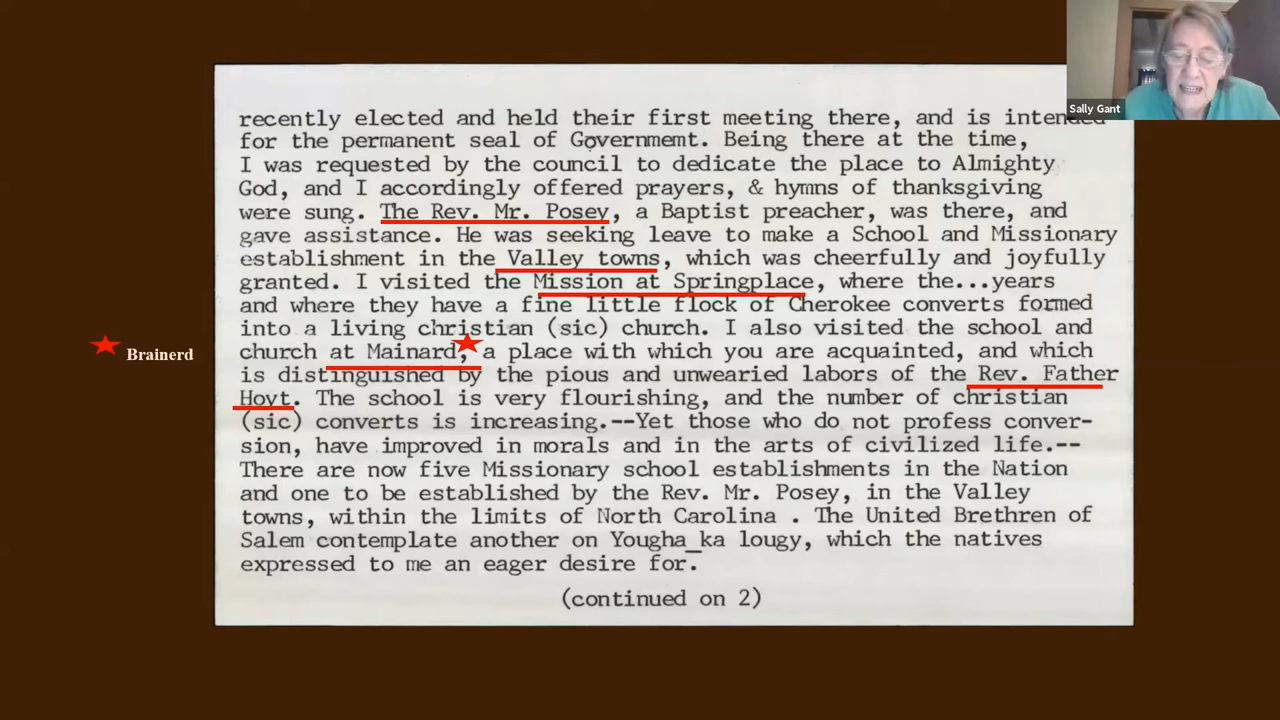 Sally Gant
recently elected and held their first meeting there, and is intended
for the permanent seal of Governmemt. Being there at the time,
I was requested by the council to dedicate the place to Almighty
God, and I accordingly offered prayers, & hymns of thanksgiving
were sung. The Rev. Mr. Posey, a Baptist preacher, was there, and
gave assistance. He was seeking leave to make a School and Missionary
establishment in the Valley towns, which was cheerfully and joyfully
granted. I visited the Mission at Springplace, where the...years
and where they have a fine little flock of Cherokee converts formed
into a living christian (sic) church. I also visited the school and
church at Mainard, a place with which you are acquainted, and which
Brainerd
is distinguished by the pious and unwearied labors of the Rev. Father
Hoyt. The school is very flourishing, and the number of christian
(sic) converts is increasing.--Yet those who do not profess conver-
sion, have improved in morals and in the arts of civilized life.--
There are now five Missionary school establishments in the Nation
and one to be established by the Rev. Mr. Posey, in the Valley
towns, within the limits of North Carolina . The United Brethren of
Salem contemplate another on Yougha_ka lougy, which the natives
expressed to me an eager desire for.
(continued on 2)